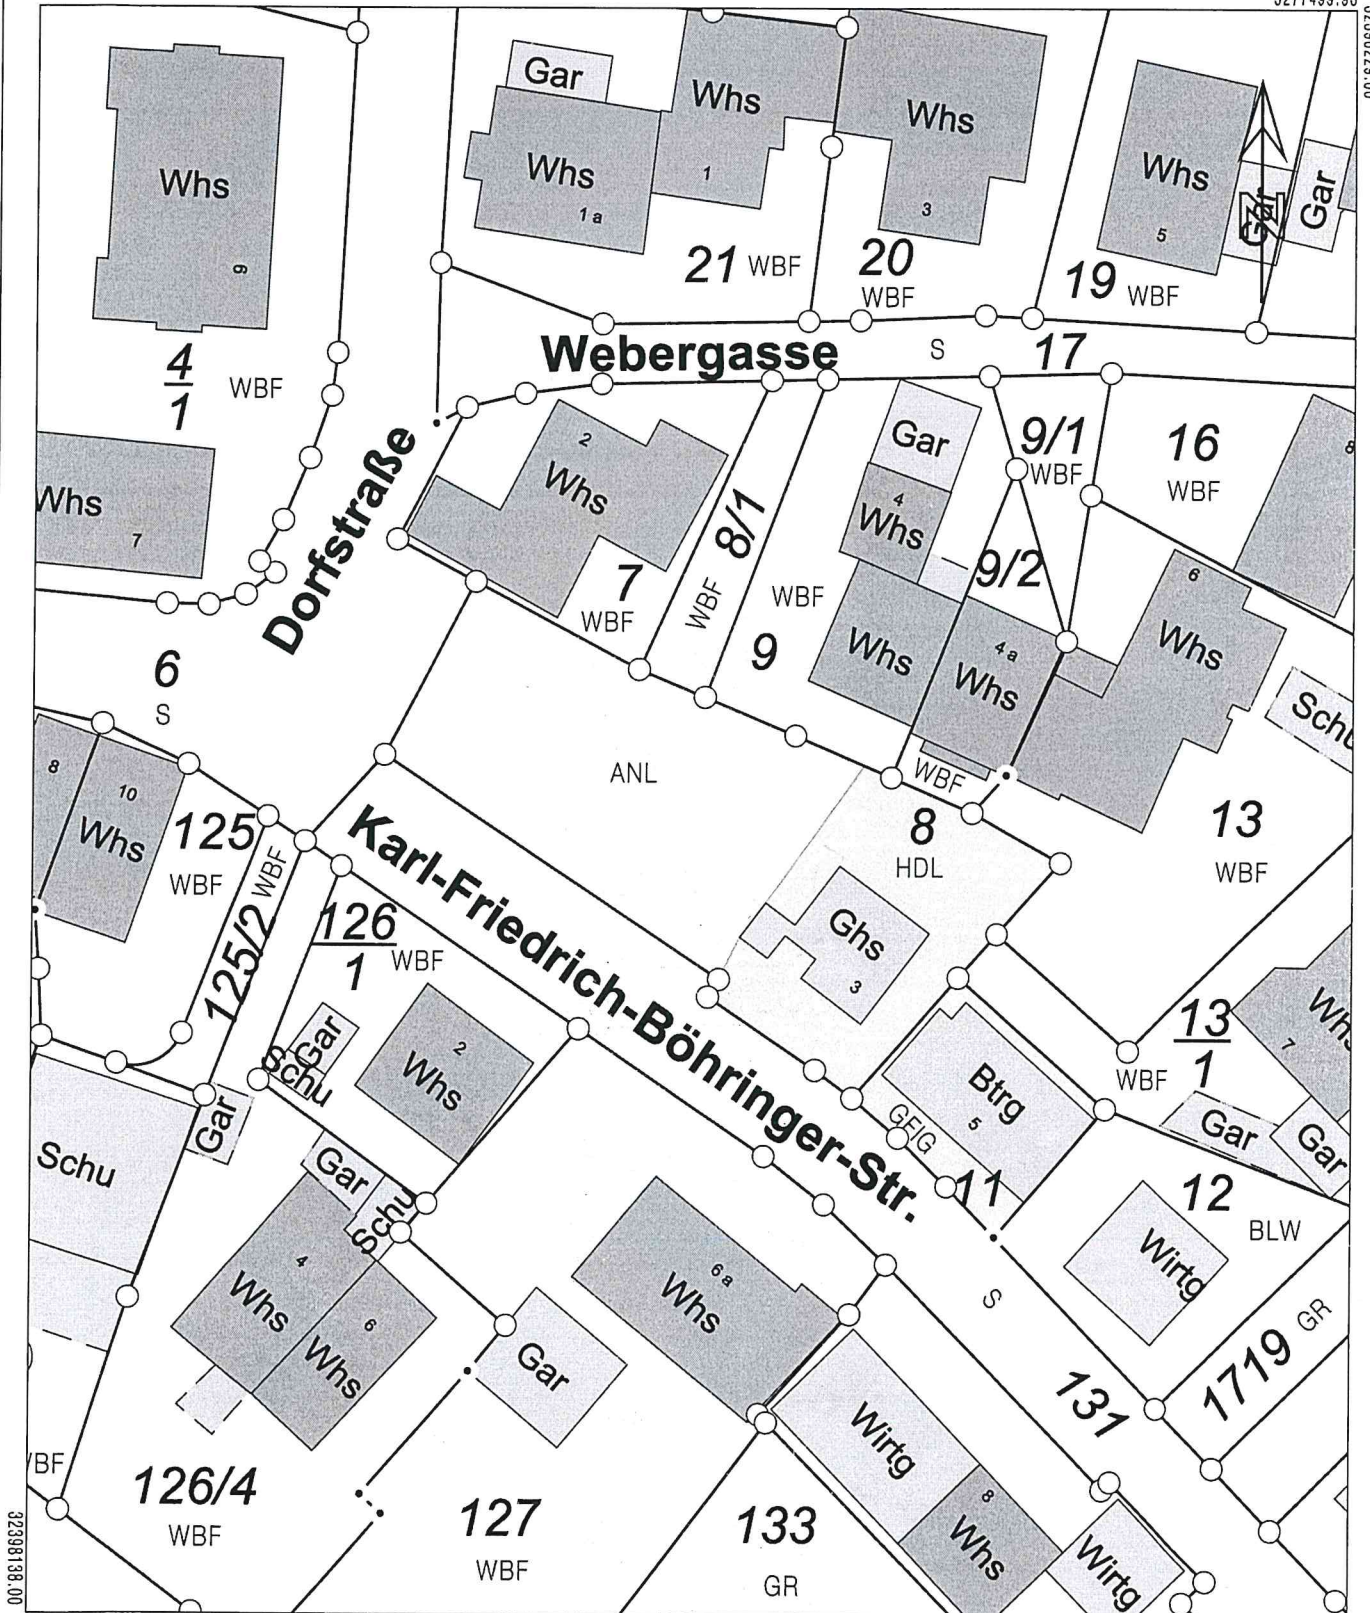 Gar
Whs
1
Whs
1 a
Whs
3
Whs
5
Gar
Gar
Whs
9
21 WBF
20
WBF
19 WBF
4
1
WBF
Webergasse
S
17
Whs
7
Dorfstraße
2
Whs
7
WBF
8/1
WBF
Gar
4
Whs
9/1
WBF
9/2
16
WBF
8
WBF
9
Whs
4 a
Whs
6
Whs
Schu
6
S
8
10
Whs
125
WBF
125/2 WBF
126
1
WBF
ANL
Karl-Friedrich-Böhringer-Str.
WBF
8
HDL
Ghs
3
13
WBF
13
1
WBF
Whs
7
Gar
Gar
Btrg
5
GFIG
11
12
BLW
Wirtg
1719 GR
Gar
Schu
2
Whs
Gar
Schu
Gar
Schu
4
Whs
6
Whs
Gar
6 a
Whs
S
131
Wirtg
8
Whs
Wirtg
WBF
126/4
WBF
127
WBF
133
GR
32398138.00